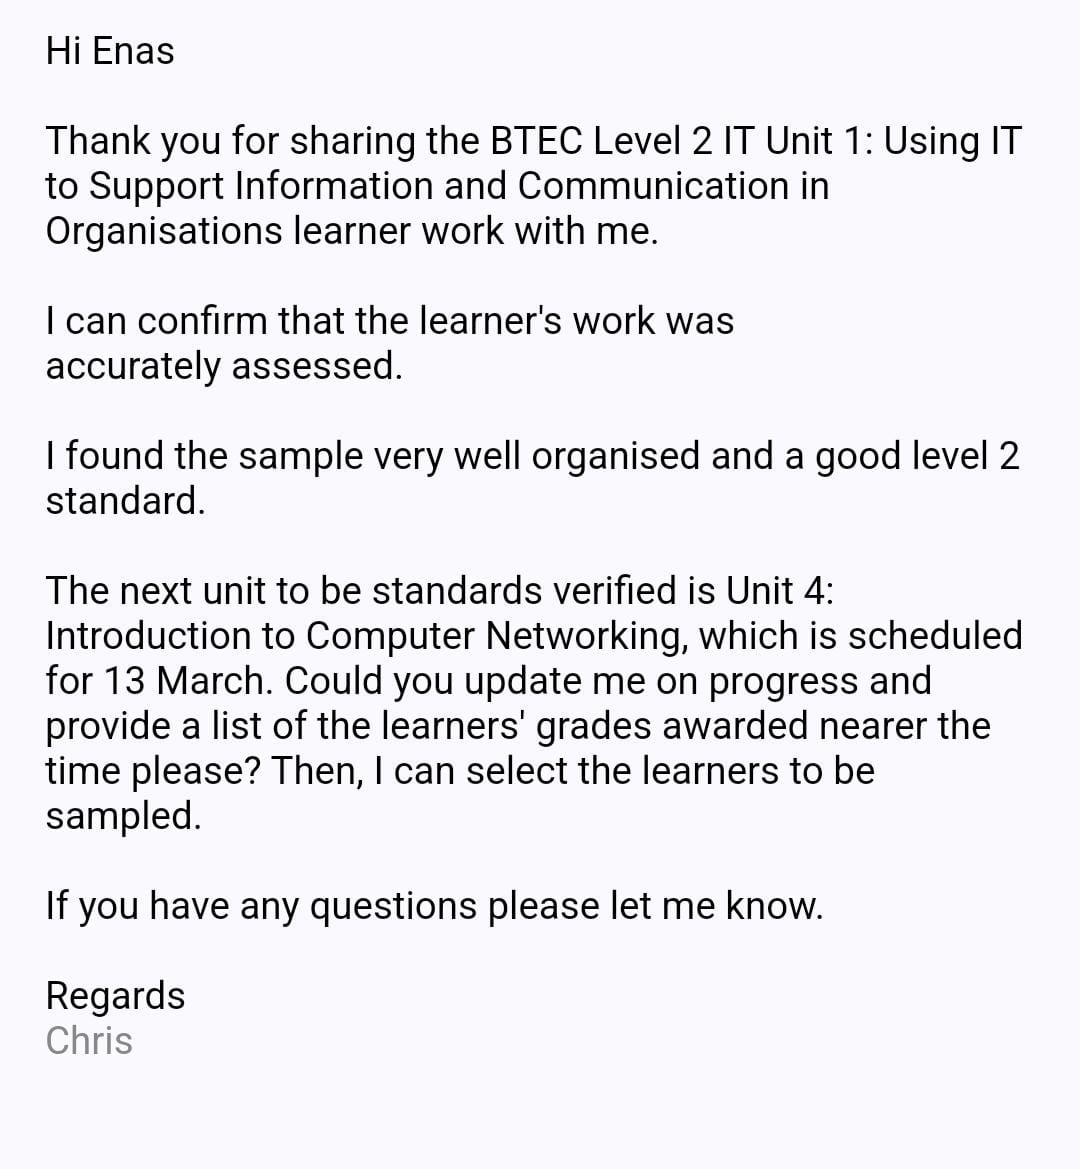 Hi Enas
Thank you for sharing the BTEC Level 2 IT Unit 1: Using IT
to Support Information and Communication in
Organisations learner work with me.
I can confirm that the learner's work was
accurately assessed.
I found the sample very well organised and a good level 2
standard.
The next unit to be standards verified is Unit 4:
Introduction to Computer Networking, which is scheduled
for 13 March. Could you update me on progress and
provide a list of the learners' grades awarded nearer the
time please? Then, I can select the learners to be
sampled.
If you have any questions please let me know.
Regards
Chris